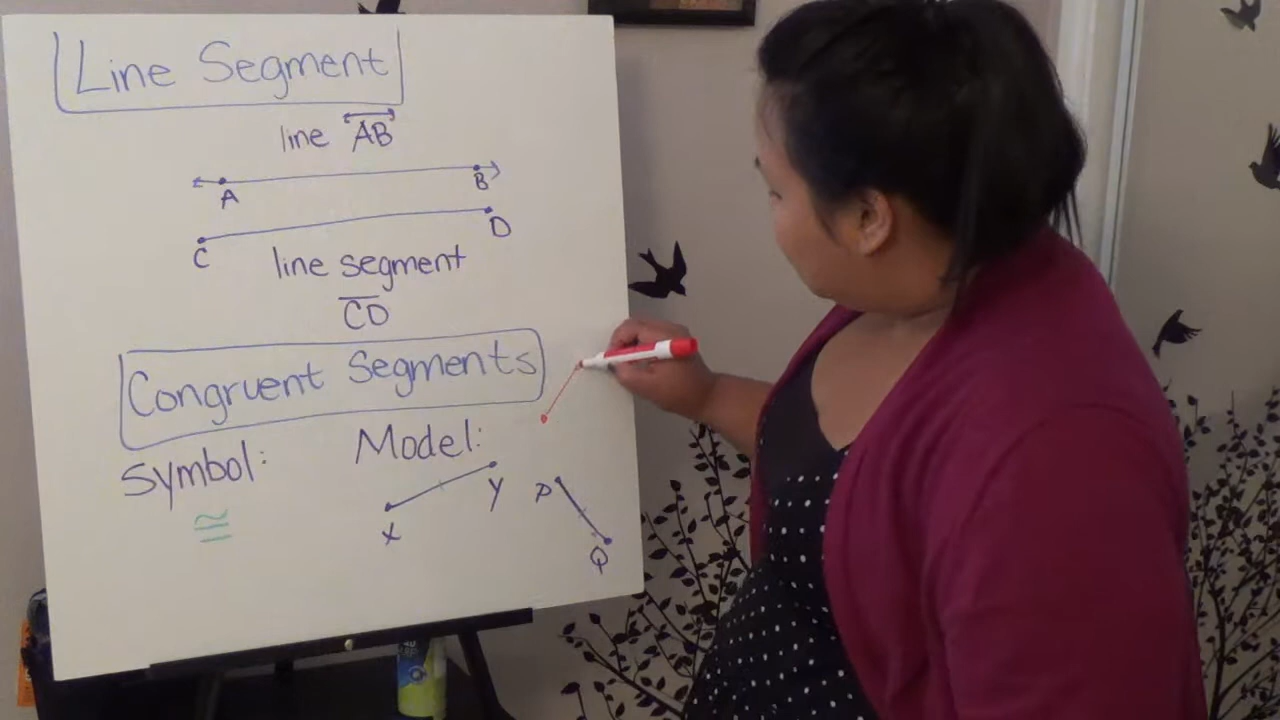 Line Segment
line AB
A B
C D
line segment
CD
Congruent Segments
Symbol: Model:
≅
X Y P Q